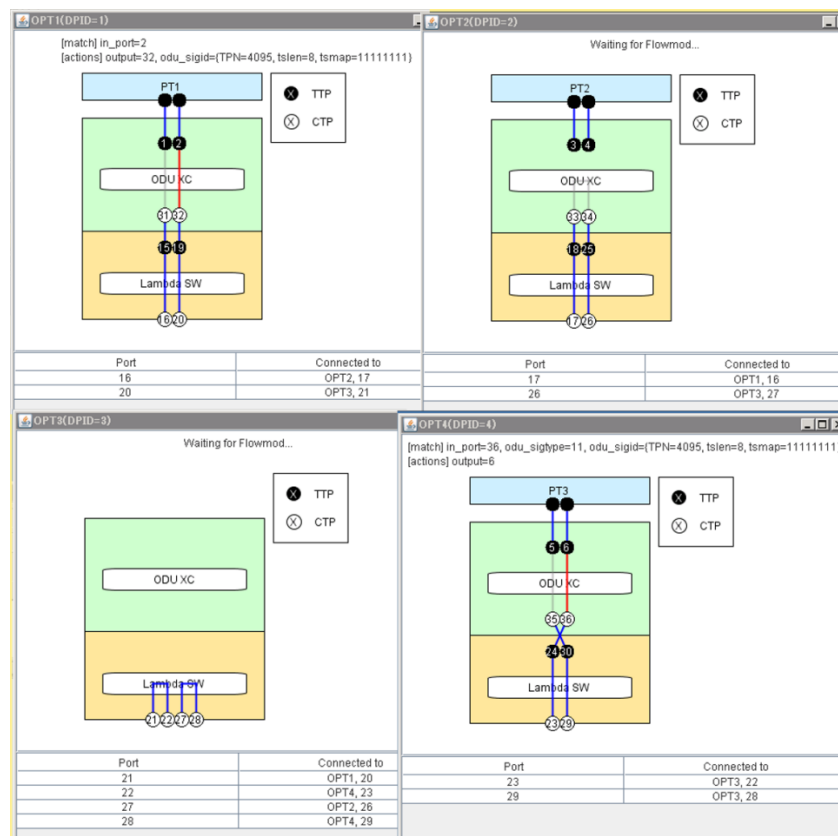 OPT1(DPID=1)
[match] in_port=2
[actions] output=32, odu_sigid={TPN=4095, tslen=8, tsmap=11111111}
PT1
X TTP
X CTP
1 2
ODU XC
31 32
15 19
Lambda SW
16 20
Port Connected to
16 OPT2, 17
20 OPT3, 21
OPT2(DPID=2)
Waiting for Flowmod...
PT2
X TTP
X CTP
3 4
ODU XC
33 34
18 25
Lambda SW
17 26
Port Connected to
17 OPT1, 16
26 OPT3, 27
OPT3(DPID=3)
Waiting for Flowmod...
X TTP
X CTP
ODU XC
Lambda SW
21 22 27 28
Port Connected to
21 OPT1, 20
22 OPT4, 23
27 OPT2, 26
28 OPT4, 29
OPT4(DPID=4)
[match] in_port=36, odu_sigtype=11, odu_sigid={TPN=4095, tslen=8, tsmap=11111111}
[actions] output=6
PT3
X TTP
X CTP
5 6
ODU XC
35 36
24 30
Lambda SW
23 29
Port Connected to
23 OPT3, 22
29 OPT3, 28